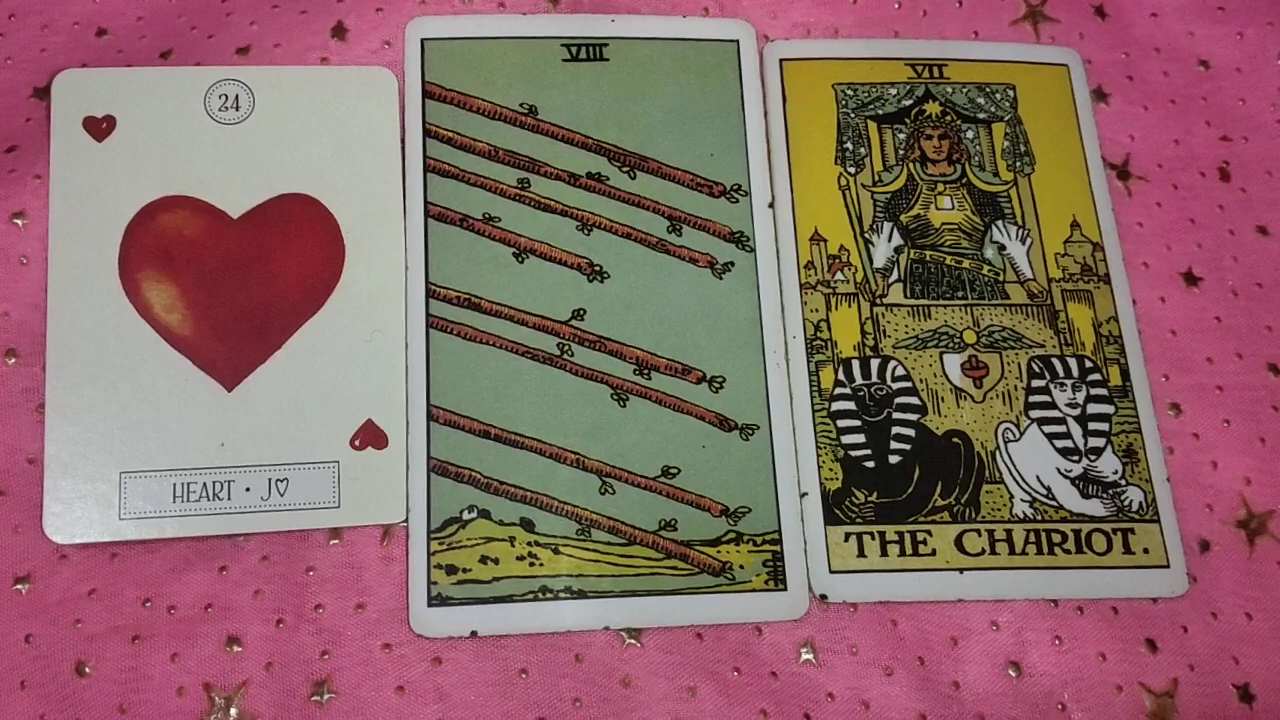 24
HEART • J♡
VIII
VII
THE CHARIOT.